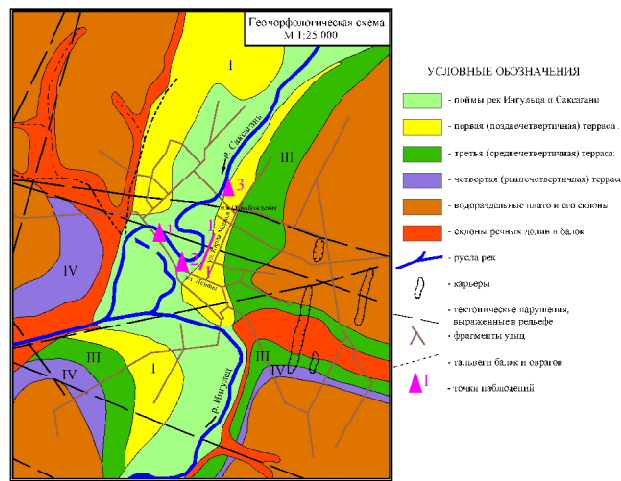 Геоморфологическая схема
М 1:25 000
I
р. Саксагань
III
3
1
1
2
1
IV
III
IV
I
р. Ингулец
III
IV
УСЛОВНЫЕ ОБОЗНАЧЕНИЯ
- поймы рек Ингульца и Саксагани
- первая (позднечетвертичная) терраса
- третья (среднечетвертичная) терраса
- четвертая (раннечетвертичная) терраса
- водораздельные плато и его склоны
- склоны речных долин и балок
- русла рек
- карьеры
- тектонические нарушения,
выраженные в рельефе
- фрагменты улиц
- тальвеги балок и оврагов
1
- точки наблюдений